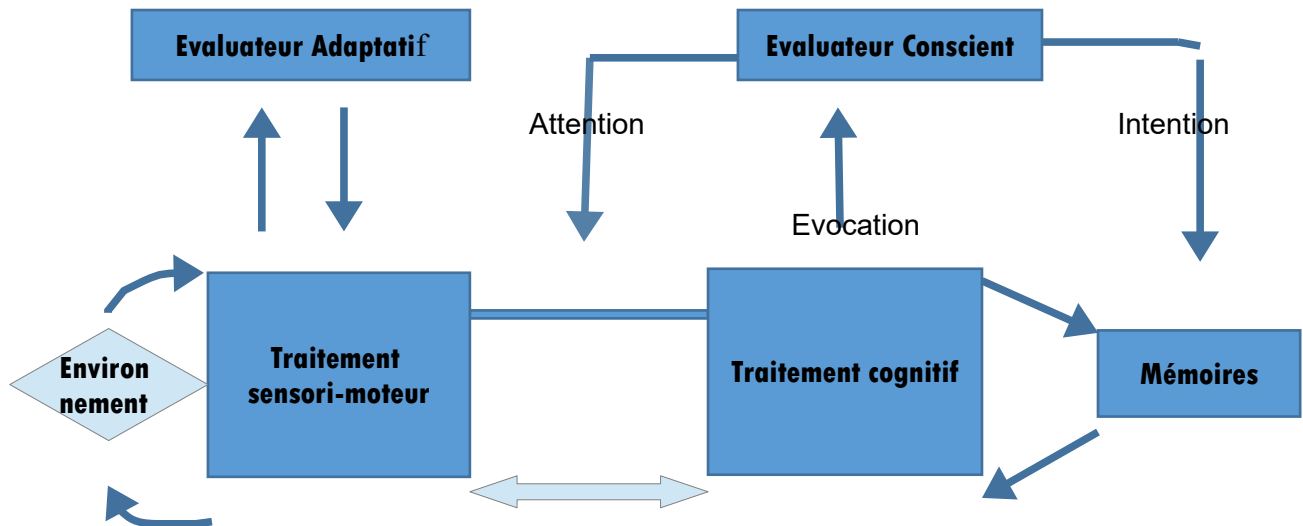 Evaluateur Adaptatif
Evaluateur Conscient
Attention
Intention
Evocation
Environ
nement
Traitement
sensori-moteur
Traitement cognitif
Mémoires